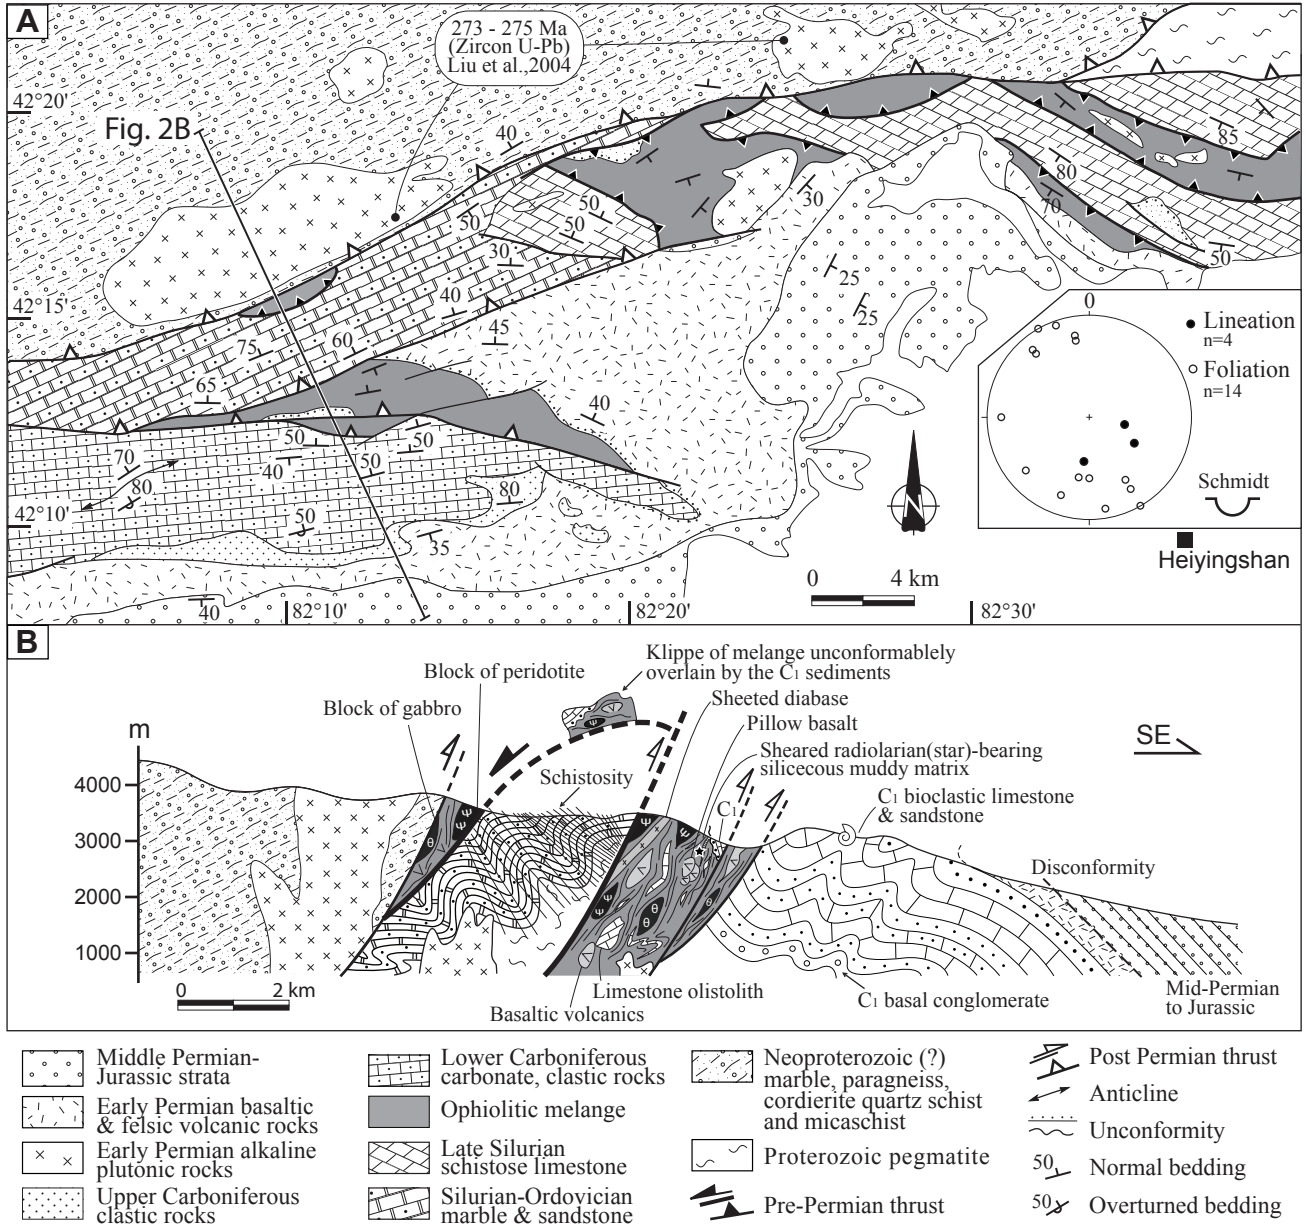 A
273 - 275 Ma
(Zircon U-Pb)
Liu et al.,2004
42°20'
Fig. 2B
40
85
80
30
50
50
50
70
50
30
25
42°15'
40
25
45
75
60
65
40
50
50
70
50
40
80
80
42°10'
50
35
40
0
Lineation
n=4
Foliation
n=14
Schmidt
N
Heiyingshan
0 4 km
82°10'
82°20'
82°30'
B
Klippe of melange unconformablely
overlain by the C1 sediments
Block of peridotite
Sheeted diabase
Block of gabbro
Pillow basalt
m
Sheared radiolarian(star)-bearing
silicecous muddy matrix
SE
Schistosity
4000
C1
C1 bioclastic limestone
& sandstone
3000
Disconformity
2000
1000
0 2 km
Limestone olistolith
Basaltic volcanics
C1 basal conglomerate
Mid-Permian
to Jurassic
Ψ
Ψ
Ψ
Ψ
Ψ
Ψ
Ψ
θ
θ
θ
Middle Permian-
Jurassic strata
Early Permian basaltic
& felsic volcanic rocks
Early Permian alkaline
plutonic rocks
Upper Carboniferous
clastic rocks
Lower Carboniferous
carbonate, clastic rocks
Ophiolitic melange
Late Silurian
schistose limestone
Silurian-Ordovician
marble & sandstone
Neoproterozoic (?)
marble, paragneiss,
cordierite quartz schist
and micaschist
Proterozoic pegmatite
Pre-Permian thrust
Post Permian thrust
Anticline
Unconformity
50 Normal bedding
50 Overturned bedding